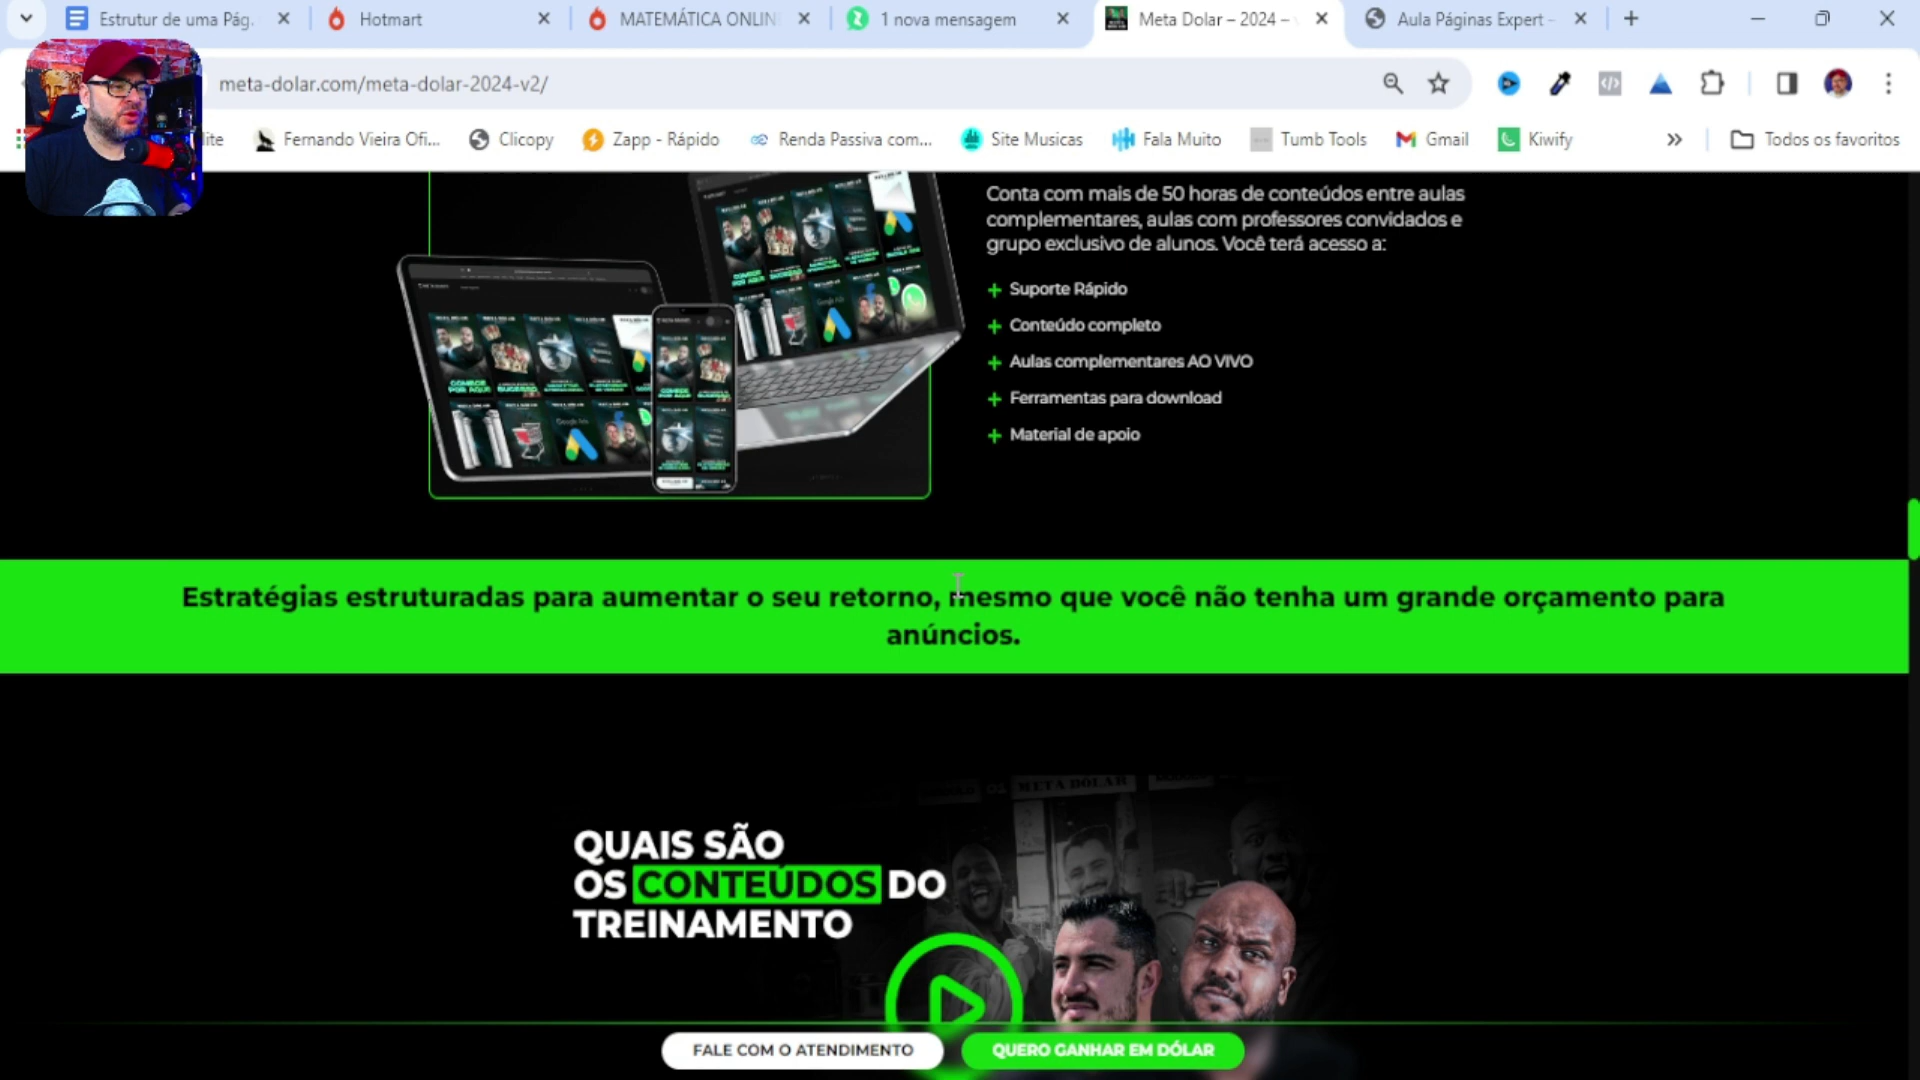 Estrutur de uma Pág.
Hotmart
MATEMÁTICA ONLIN
1 nova mensagem
Meta Dolar – 2024 –
Aula Páginas Expert -
meta-dolar.com/meta-dolar-2024-v2/
lite
Fernando Vieira Ofi...
Clicopy
Zapp - Rápido
Renda Passiva com...
Site Musicas
Fala Muito
Tumb Tools
Gmail
Kiwify
Todos os favoritos
Conta com mais de 50 horas de conteúdos entre aulas
complementares, aulas com professores convidados e
grupo exclusivo de alunos. Você terá acesso a:
+ Suporte Rápido
+ Conteúdo completo
+ Aulas complementares AO VIVO
+ Ferramentas para download
+ Material de apoio
Estratégias estruturadas para aumentar o seu retorno, mesmo que você não tenha um grande orçamento para
anúncios.
META DOLAR
QUAIS SÃO
OS CONTEÚDOS DO
TREINAMENTO
FALE COM O ATENDIMENTO
QUERO GANHAR EM DÓLAR